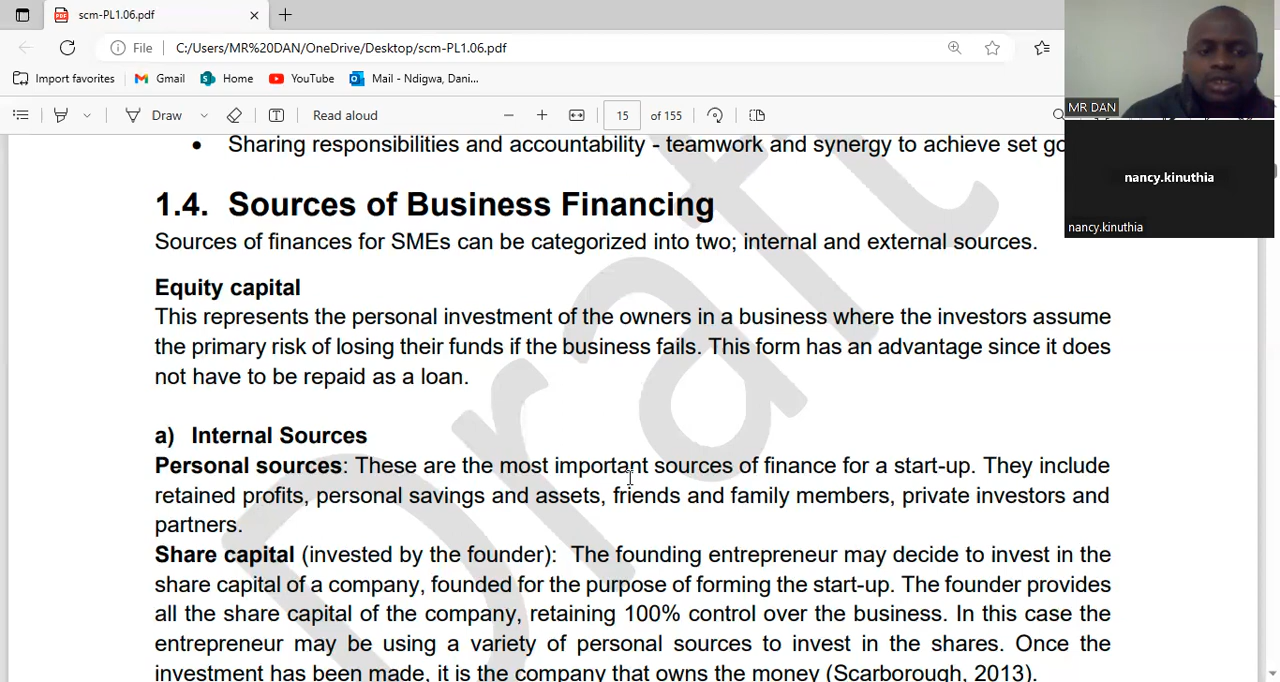 scm-PL1.06.pdf
File C:/Users/MR%20DAN/OneDrive/Desktop/scm-PL1.06.pdf
Import favorites Gmail Home YouTube Mail - Ndigwa, Dani...
Draw Read aloud 15 of 155
MR DAN
nancy.kinuthia
nancy.kinuthia
• Sharing responsibilities and accountability - teamwork and synergy to achieve set go
1.4. Sources of Business Financing
Sources of finances for SMEs can be categorized into two; internal and external sources.
Equity capital
This represents the personal investment of the owners in a business where the investors assume
the primary risk of losing their funds if the business fails. This form has an advantage since it does
not have to be repaid as a loan.
a) Internal Sources
Personal sources: These are the most important sources of finance for a start-up. They include
retained profits, personal savings and assets, friends and family members, private investors and
partners.
Share capital (invested by the founder): The founding entrepreneur may decide to invest in the
share capital of a company, founded for the purpose of forming the start-up. The founder provides
all the share capital of the company, retaining 100% control over the business. In this case the
entrepreneur may be using a variety of personal sources to invest in the shares. Once the
investment has been made, it is the company that owns the money (Scarborough, 2013).
Draft